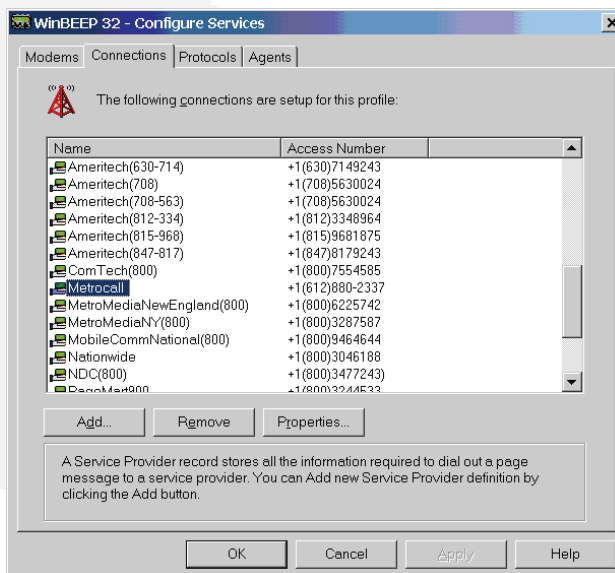 WinBEEP 32 - Configure Services
Modems Connections Protocols Agents
The following connections are setup for this profile:
Name Access Number
Ameritech(630-714) +1(630)7149243
Ameritech(708) +1(708)5630024
Ameritech(708-563) +1(708)5630024
Ameritech(812-334) +1(812)3348964
Ameritech(815-968) +1(815)9681875
Ameritech(847-817) +1(847)8179243
ComTech(800) +1(800)7554585
Metrocall +1(612)880-2337
MetroMediaNewEngland(800) +1(800)6225742
MetroMediaNY(800) +1(800)3287587
MobileCommNational(800) +1(800)9464644
Nationwide +1(800)3046188
NDC(800) +1(800)3477243)
PageMart900 +1(800)3244533
Add... Remove Properties...
A Service Provider record stores all the information required to dial out a page
message to a service provider. You can Add new Service Provider definition by
clicking the Add button.
OK Cancel Apply Help